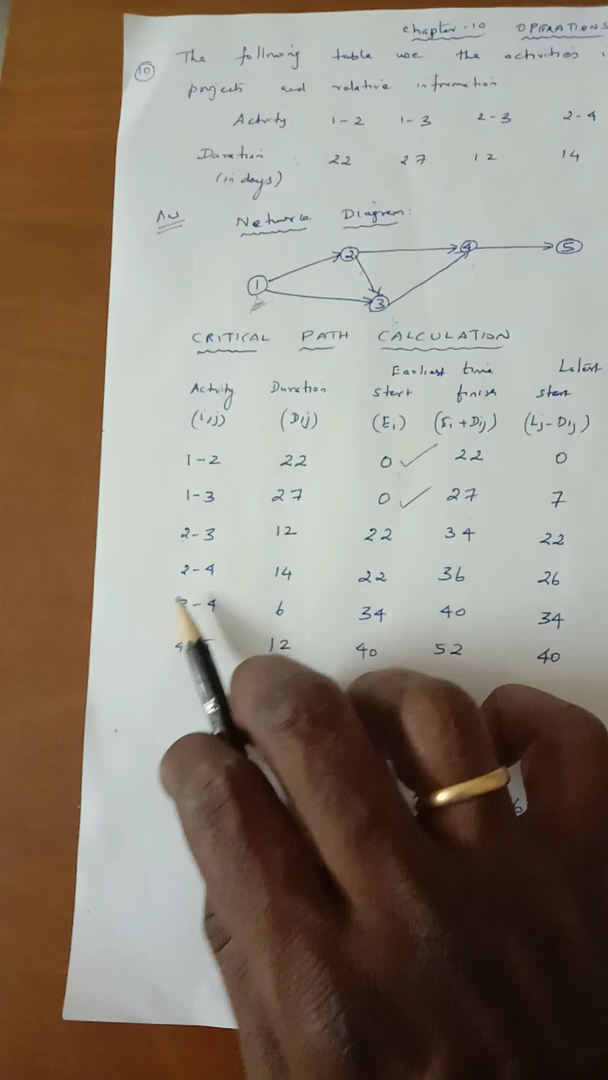 chapter-10 OPERATIONS
10 The following table use the activities
projects and relative information.
Activity 1-2 1-3 2-3 2-4
Duration : 22 27 12 14
(in days)
Au Network Diagram:
2 4 5
1
3
CRITICAL PATH CALCULATION
Earliest time Latest
Activity Duration start finish start
(i,j) (Dij) (Ei) (Ei + Dij) (Lj-Dij)
1-2 22 0 22 0
1-3 27 0 27 7
2-3 12 22 34 22
2-4 14 22 36 26
3-4 6 34 40 34
12 40 52 40